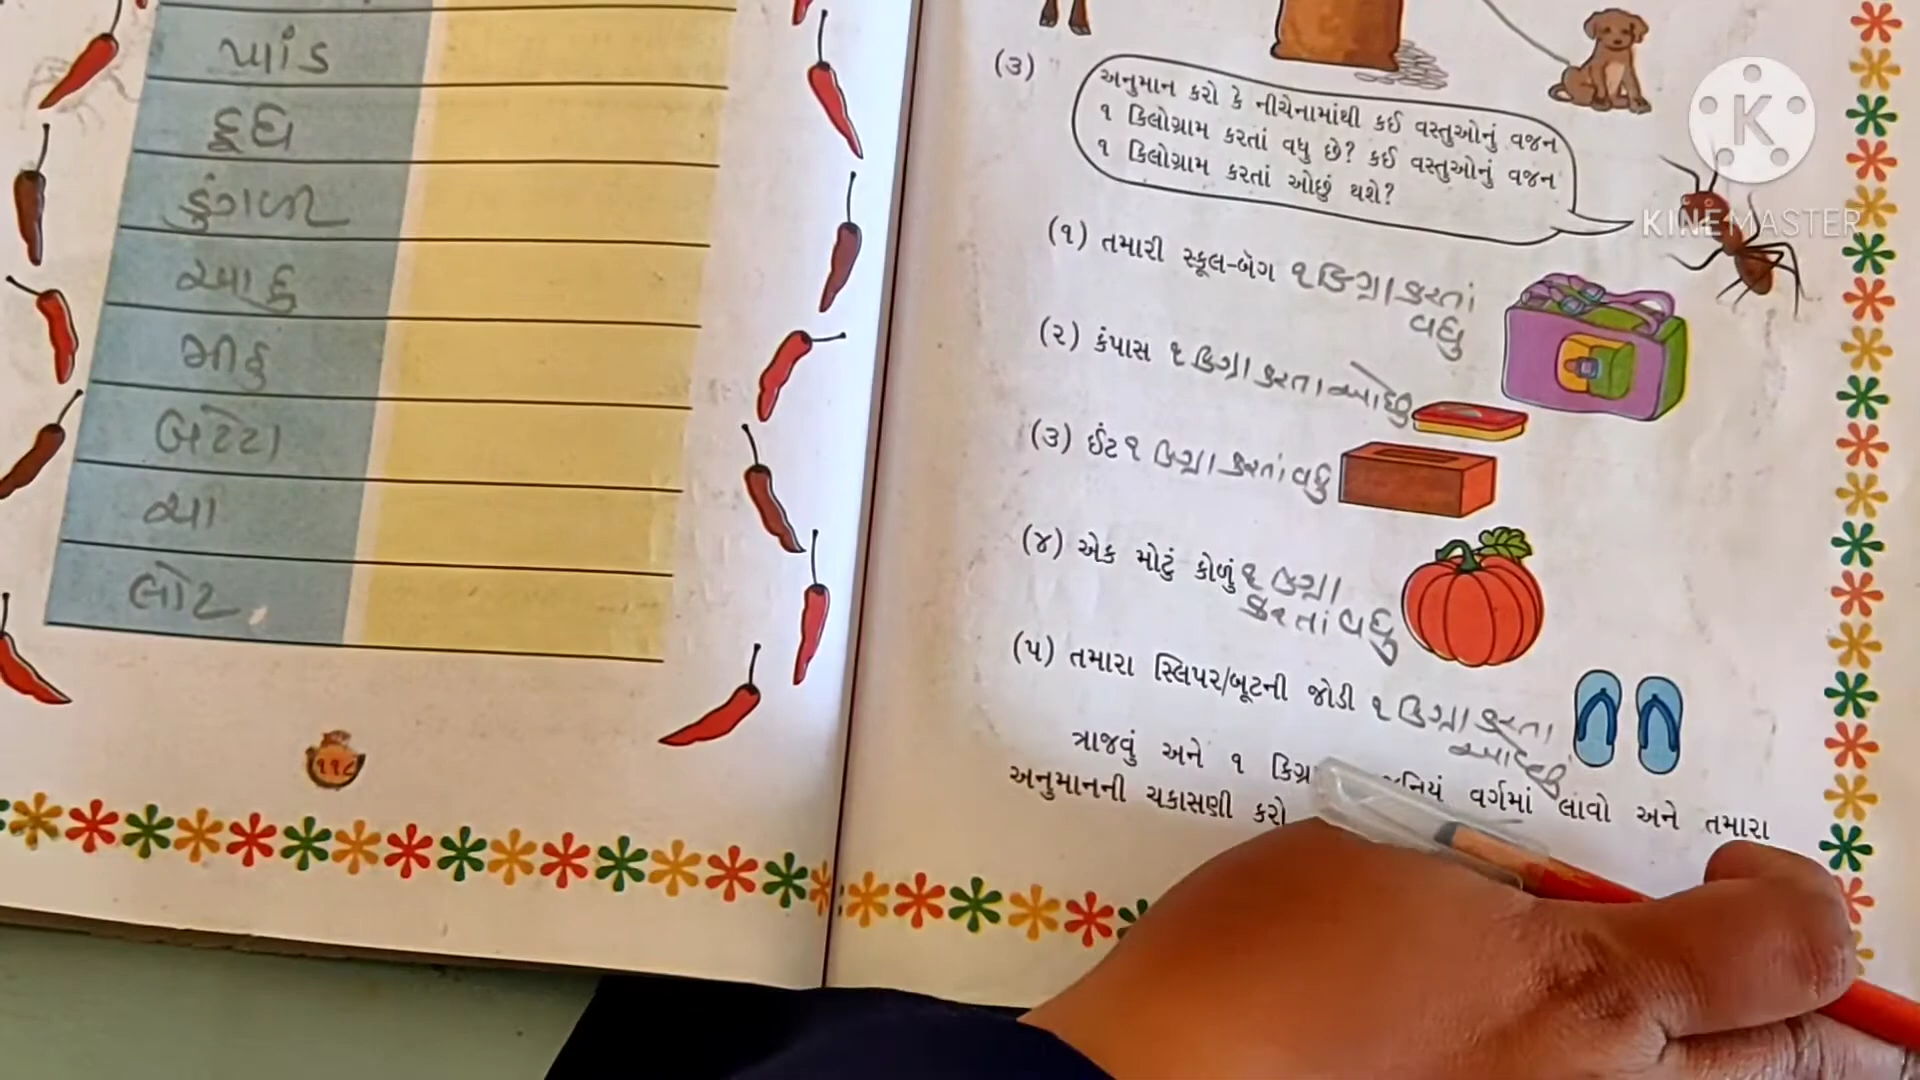 ખાંડ
દૂધ
ડુંગળી
આદુ
મીઠું
બટેટા
ચા
લોટ
૧૧૮
(૩)
અનુમાન કરો કે નીચેનામાંથી કઈ વસ્તુઓનું વજન
૧ કિલોગ્રામ કરતાં વધુ છે? કઈ વસ્તુઓનું વજન
૧ કિલોગ્રામ કરતાં ઓછું થશે?
K
KINEMASTER
(૧) તમારી સ્કૂલ-બૅગ ૧ કિગ્રા કરતાં
વધુ
(૨) કંપાસ ૧ કિગ્રા કરતા ઓછું
(૩) ઈંટ ૧ કિગ્રા કરતાં વધુ
(૪) એક મોટું કોળું ૧ કિગ્રા
કરતાં વધુ
(૫) તમારા સ્લિપર/બૂટની જોડી ૧ કિગ્રા કરતા
ઓછું
ત્રાજવું અને ૧ વર્ગમાં લાવો અને તમારા
અનુમાનની ચકાસણી કરો